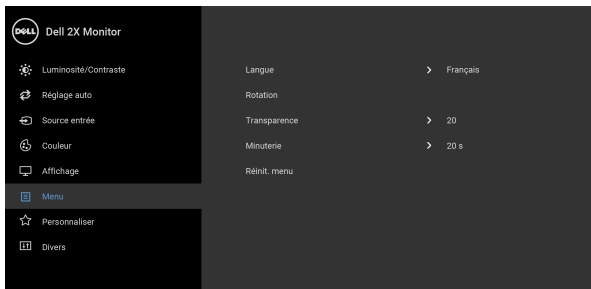 DELL
Dell 2X Monitor
Luminosité/Contraste
Réglage auto
Source entrée
Couleur
Affichage
Menu
Personnaliser
Divers
Langue > Français
Rotation
Transparence > 20
Minuterie > 20 s
Réinit. menu